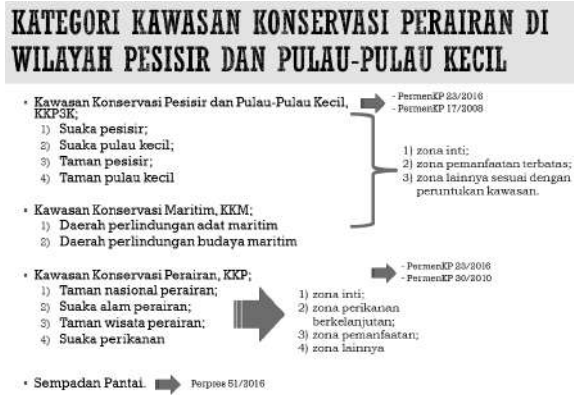 KATEGORI KAWASAN KONSERVASI PERAIRAN DI
WILAYAH PESISIR DAN PULAU-PULAU KECIL
▪ Kawasan Konservasi Pesisir dan Pulau-Pulau Kecil,
KKP3K;
1) Suaka pesisir;
2) Suaka pulau kecil;
3) Taman pesisir;
4) Taman pulau kecil
- PermenKP 23/2016
- PermenKP 17/2008
1) zona inti;
2) zona pemanfaatan terbatas;
3) zona lainnya sesuai dengan
peruntukan kawasan.
▪ Kawasan Konservasi Maritim, KKM;
1) Daerah perlindungan adat maritim
2) Daerah perlindungan budaya maritim
▪ Kawasan Konservasi Perairan, KKP;
1) Taman nasional perairan;
2) Suaka alam perairan;
3) Taman wisata perairan;
4) Suaka perikanan
- PermenKP 23/2016
- PermenKP 30/2010
1) zona inti;
2) zona perikanan
berkelanjutan;
3) zona pemanfaatan;
4) zona lainnya
▪ Sempadan Pantai.
Perpres 51/2016